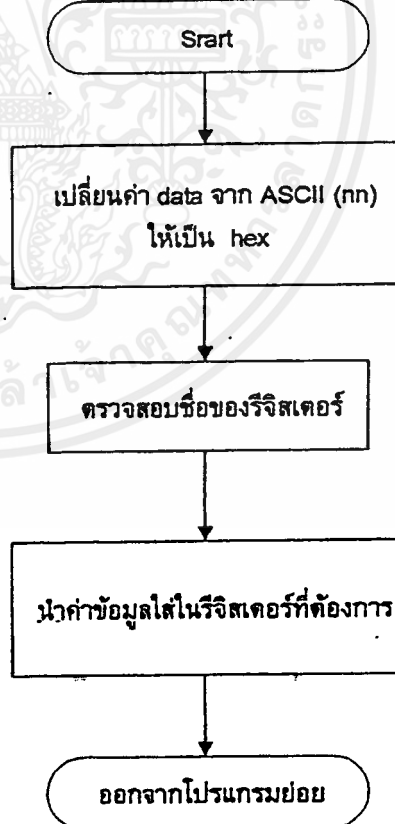 Srart
เปลี่ยนค่า data จาก ASCII (nn)
ให้เป็น hex
ตรวจสอบชื่อของรีจิสเตอร์
นำค่าข้อมูลใส่ในรีจิสเตอร์ที่ต้องการ
ออกจากโปรแกรมย่อย